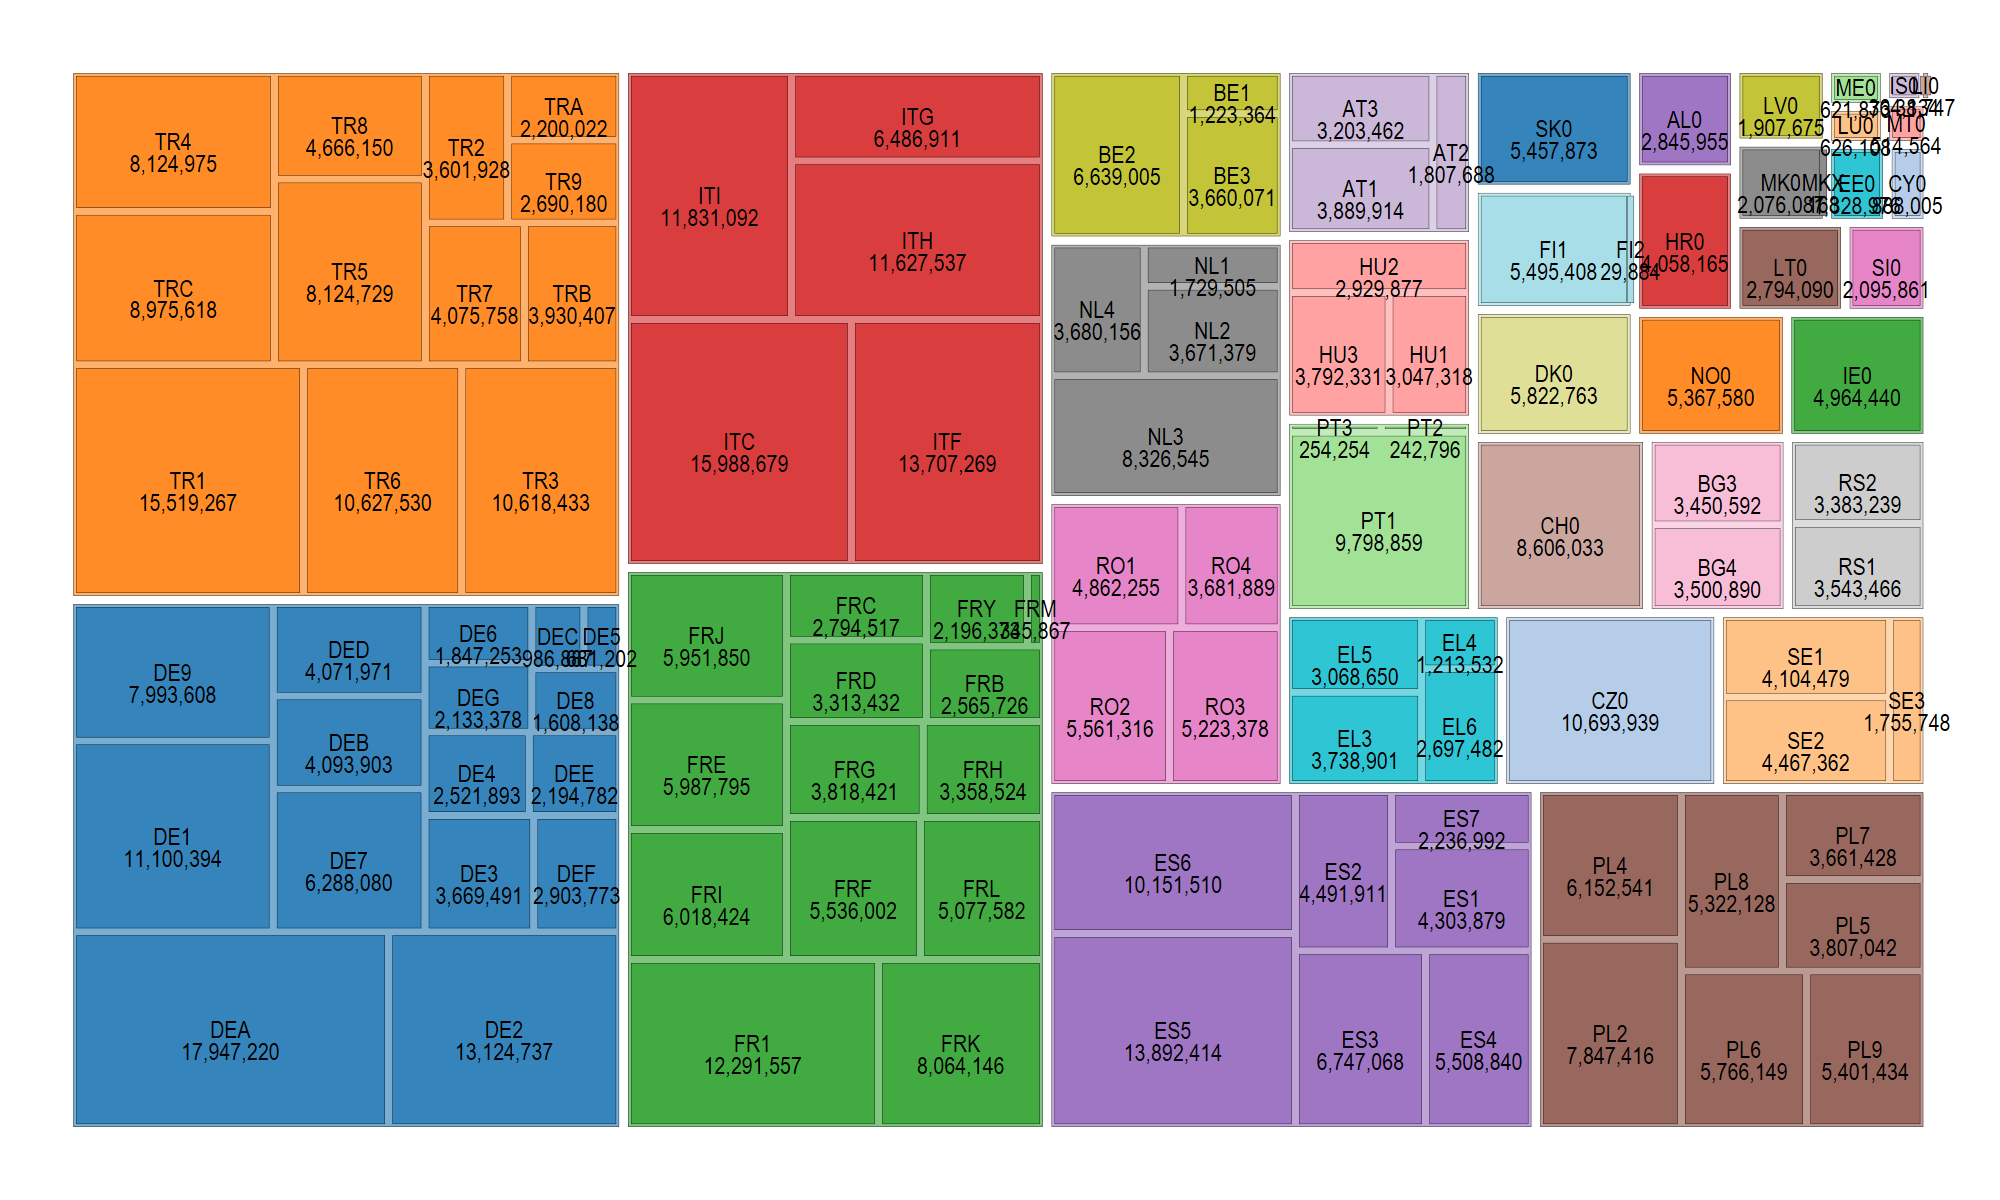 TR4
8,124,975
TR8
4,666,150
TR2
3,601,928
TRA
2,200,022
TR9
2,690,180
TRC
8,975,618
TR5
8,124,729
TR7
4,075,758
TRB
3,930,407
TR1
15,519,267
TR6
10,627,530
TR3
10,618,433
DE9
7,993,608
DED
4,071,971
DE6
1,847,253
DEC
DE5
681,202
DEG
2,133,378
DE8
1,608,138
DEB
4,093,903
DE4
2,521,893
DEE
2,194,782
DE1
11,100,394
DE7
6,288,080
DE3
3,669,491
DEF
2,903,773
DEA
17,947,220
DE2
13,124,737
ITI
11,831,092
ITG
6,486,911
ITH
11,627,537
ITC
15,988,679
ITF
13,707,269
FRJ
5,951,850
FRC
2,794,517
FRY
FRM
FRD
3,313,432
FRB
2,565,726
FRE
5,987,795
FRG
3,818,421
FRH
3,358,524
FRI
6,018,424
FRF
5,536,002
FRL
5,077,582
FR1
12,291,557
FRK
8,064,146
BE2
6,639,005
BE1
1,223,364
BE3
3,660,071
NL4
3,680,156
NL1
1,729,505
NL2
3,671,379
NL3
8,326,545
RO1
4,862,255
RO4
3,681,889
RO2
5,561,316
RO3
5,223,378
AT3
3,203,462
AT2
1,807,688
AT1
3,889,914
HU2
2,929,877
HU3
3,792,331
HU1
3,047,318
PT3
254,254
PT2
242,796
PT1
9,798,859
EL5
3,068,650
EL4
1,213,532
EL3
3,738,901
EL6
2,697,482
SK0
5,457,873
FI1
5,495,408
FI2
29,884
DK0
5,822,763
CH0
8,606,033
CZ0
10,693,939
AL0
2,845,955
HR0
4,058,165
NO0
5,367,580
BG3
3,450,592
BG4
3,500,890
LV0
1,907,675
MK0
MKX
LT0
2,794,090
SI0
2,095,861
IE0
4,964,440
RS2
3,383,239
RS1
3,543,466
ME0
LU0
IS0
LI0
MT0
EE0
CY0
SE1
4,104,479
SE3
1,755,748
SE2
4,467,362
ES6
10,151,510
ES2
4,491,911
ES7
2,236,992
ES1
4,303,879
ES5
13,892,414
ES3
6,747,068
ES4
5,508,840
PL4
6,152,541
PL8
5,322,128
PL7
3,661,428
PL5
3,807,042
PL2
7,847,416
PL6
5,766,149
PL9
5,401,434